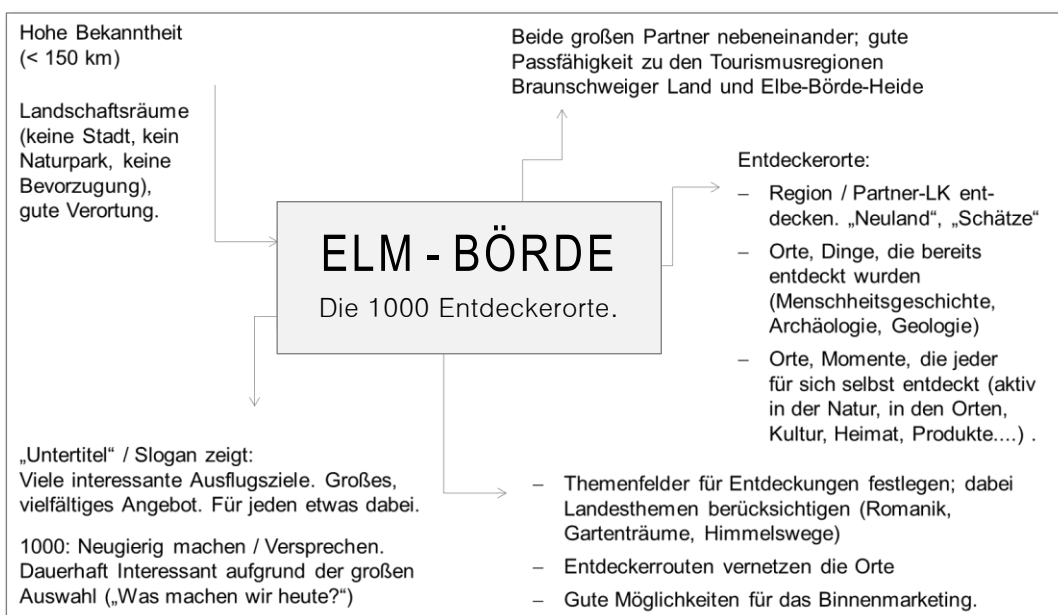 Hohe Bekanntheit
(< 150 km)
Landschaftsräume
(keine Stadt, kein
Naturpark, keine
Bevorzugung),
gute Verortung.
Beide großen Partner nebeneinander; gute
Passfähigkeit zu den Tourismusregionen
Braunschweiger Land und Elbe-Börde-Heide
ELM - BÖRDE
Die 1000 Entdeckerorte.
Entdeckerorte:
– Region / Partner-LK ent-
decken. „Neuland“, „Schätze“
– Orte, Dinge, die bereits
entdeckt wurden
(Menschheitsgeschichte,
Archäologie, Geologie)
– Orte, Momente, die jeder
für sich selbst entdeckt (aktiv
in der Natur, in den Orten,
Kultur, Heimat, Produkte....) .
„Untertitel“ / Slogan zeigt:
Viele interessante Ausflugsziele. Großes,
vielfältiges Angebot. Für jeden etwas dabei.
1000: Neugierig machen / Versprechen.
Dauerhaft Interessant aufgrund der großen
Auswahl („Was machen wir heute?“)
– Themenfelder für Entdeckungen festlegen; dabei
Landesthemen berücksichtigen (Romanik,
Gartenträume, Himmelswege)
– Entdeckerrouten vernetzen die Orte
– Gute Möglichkeiten für das Binnenmarketing.